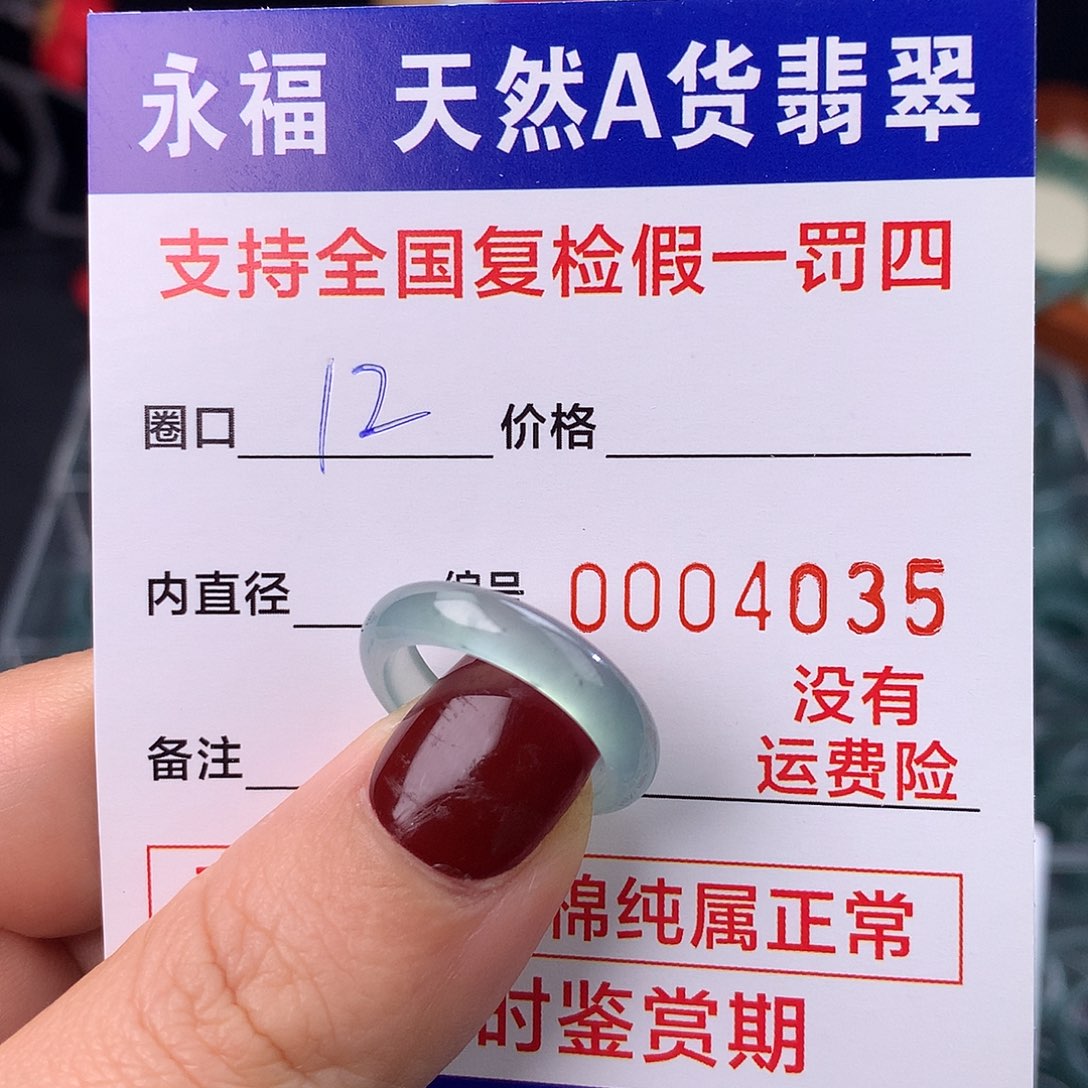 永福 天然A货翡翠
支持全国复检假一罚四
圈口 12 价格
内直径 编号 0004035
没有
备注 运费险
棉纯属正常
时鉴赏期